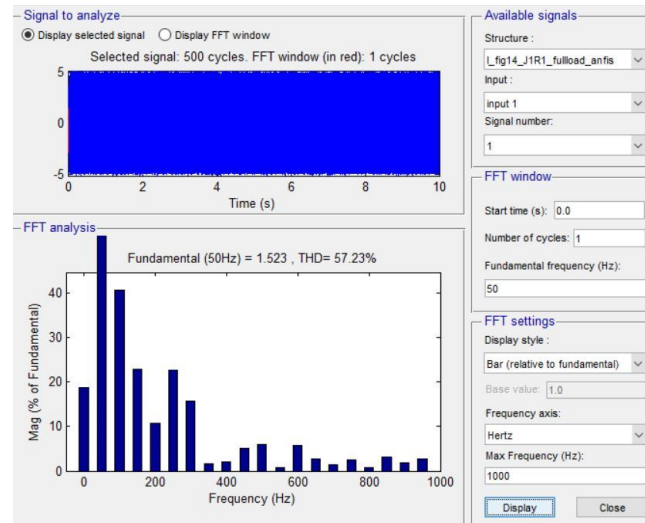 Signal to analyze
Display selected signal
Display FFT window
Selected signal: 500 cycles. FFT window (in red): 1 cycles
5
0
-5
0 2 4 6 8 10
Time (s)
FFT analysis
Fundamental (50Hz) = 1.523 , THD= 57.23%
40
30
20
10
0
Mag (% of Fundamental)
0 200 400 600 800 1000
Frequency (Hz)
Available signals
Structure :
I_fig14_J1R1_fullload_anfis
Input :
input 1
Signal number:
1
FFT window
Start time (s): 0.0
Number of cycles: 1
Fundamental frequency (Hz):
50
FFT settings
Display style :
Bar (relative to fundamental)
Base value: 1.0
Frequency axis:
Hertz
Max Frequency (Hz):
1000
Display Close